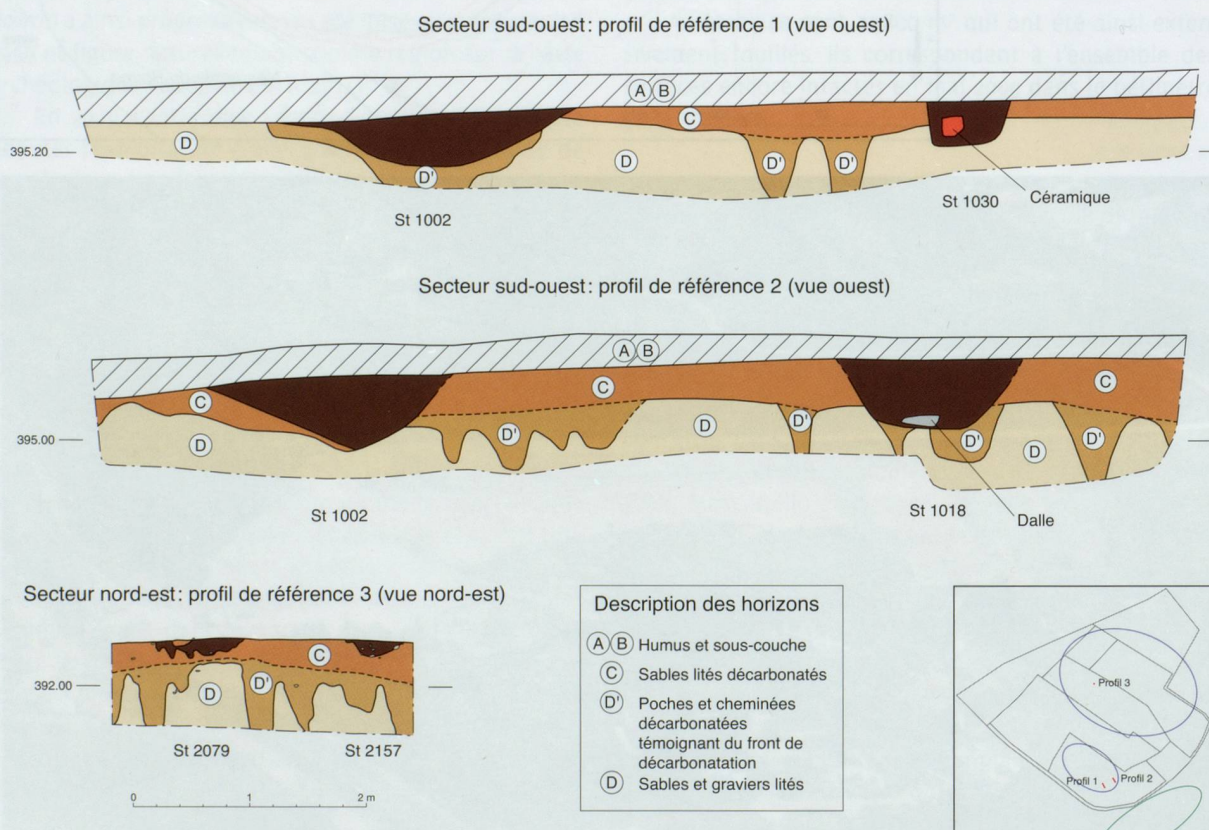 Secteur sud-ouest: profil de référence 1 (vue ouest)
A B
C
D
D
395.20
D'
D'
D'
St 1002
St 1030
Céramique
Secteur sud-ouest: profil de référence 2 (vue ouest)
A B
C
C
C
D
D'
D
D'
D'
D
D'
395.00
St 1002
St 1018
Dalle
Secteur nord-est: profil de référence 3 (vue nord-est)
C
D
D'
392.00
St 2079
St 2157
0 1 2 m
Description des horizons
A B Humus et sous-couche
C Sables lités décarbonatés
D' Poches et cheminées
décarbonatées
témoignant du front de
décarbonatation
D Sables et graviers lités
Profil 3
Profil 1
Profil 2